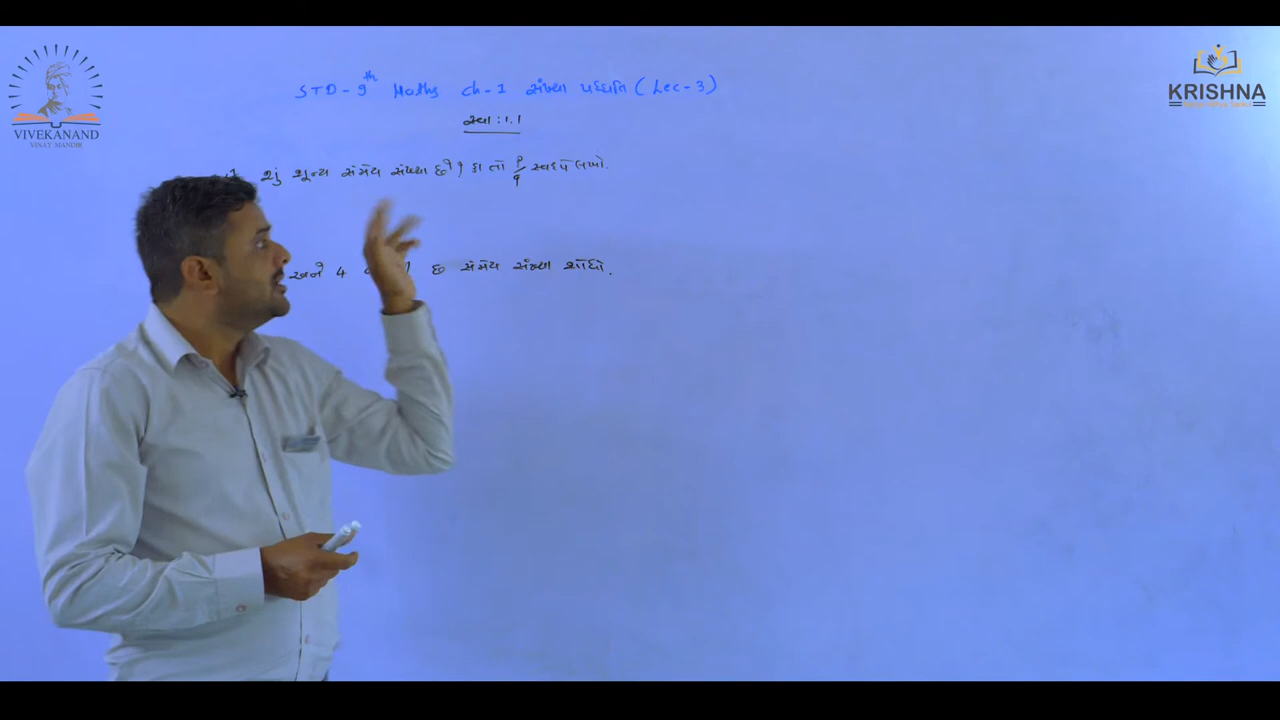 VIVEKANAND
VINAY MANDIR
KRISHNA
STD - 9th Maths Ch-1 સંખ્યા પદ્ધતિ (Lec-3)
સ્વા : 1.1
શું શૂન્ય સંમેય સંખ્યા છે? હા તો p/q સ્વરૂપે લખો.
અને 4 છ સંમેય સંખ્યા શોધો.